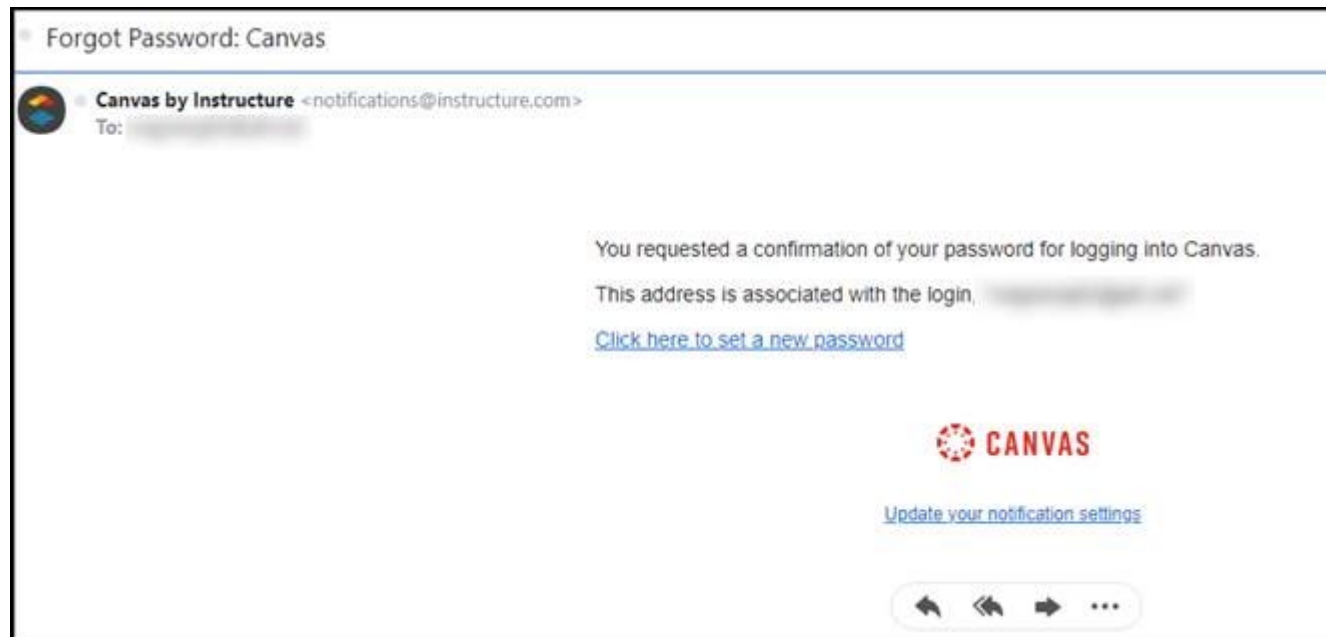 Forgot Password: Canvas
Canvas by Instructure <notifications@instructure.com>
To:
You requested a confirmation of your password for logging into Canvas.
This address is associated with the login,
Click here to set a new password
CANVAS
Update your notification settings